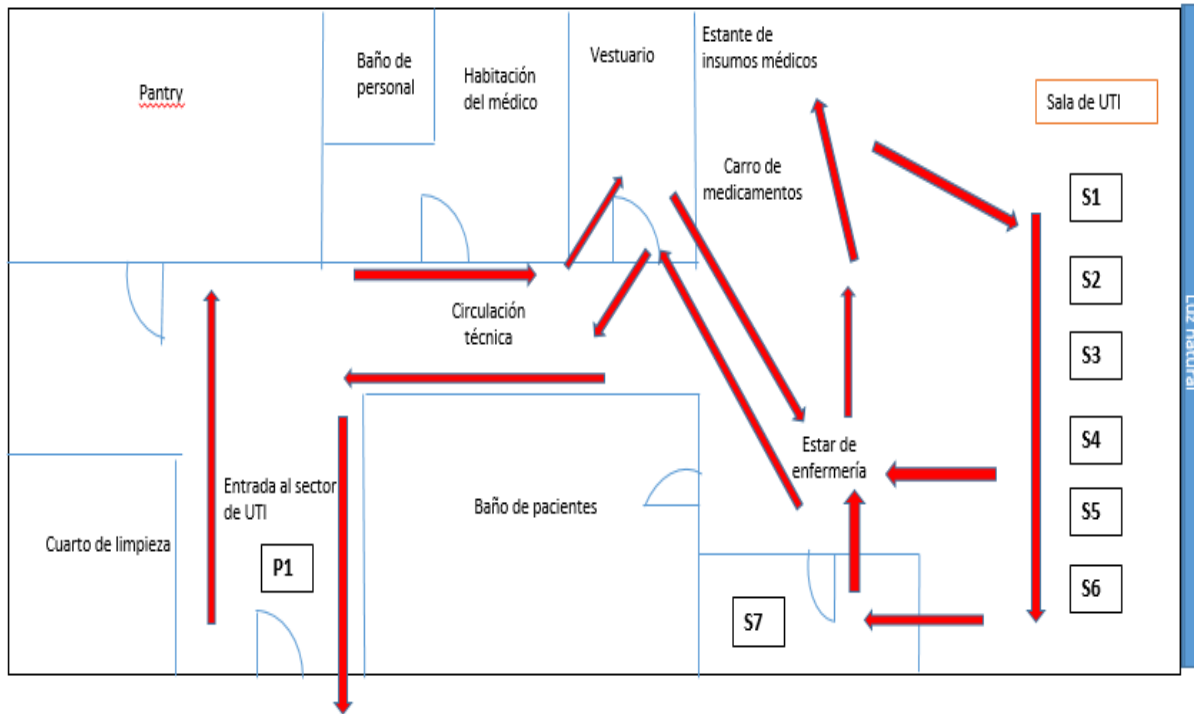 Pantry
Baño de
personal
Habitación
del médico
Vestuario
Estante de
insumos médicos
Sala de UTI
Carro de
medicamentos
S1
S2
S3
S4
S5
S6
Luz natural
Circulación
técnica
Estar de
enfermería
Entrada al sector
de UTI
P1
Cuarto de limpieza
Baño de pacientes
S7